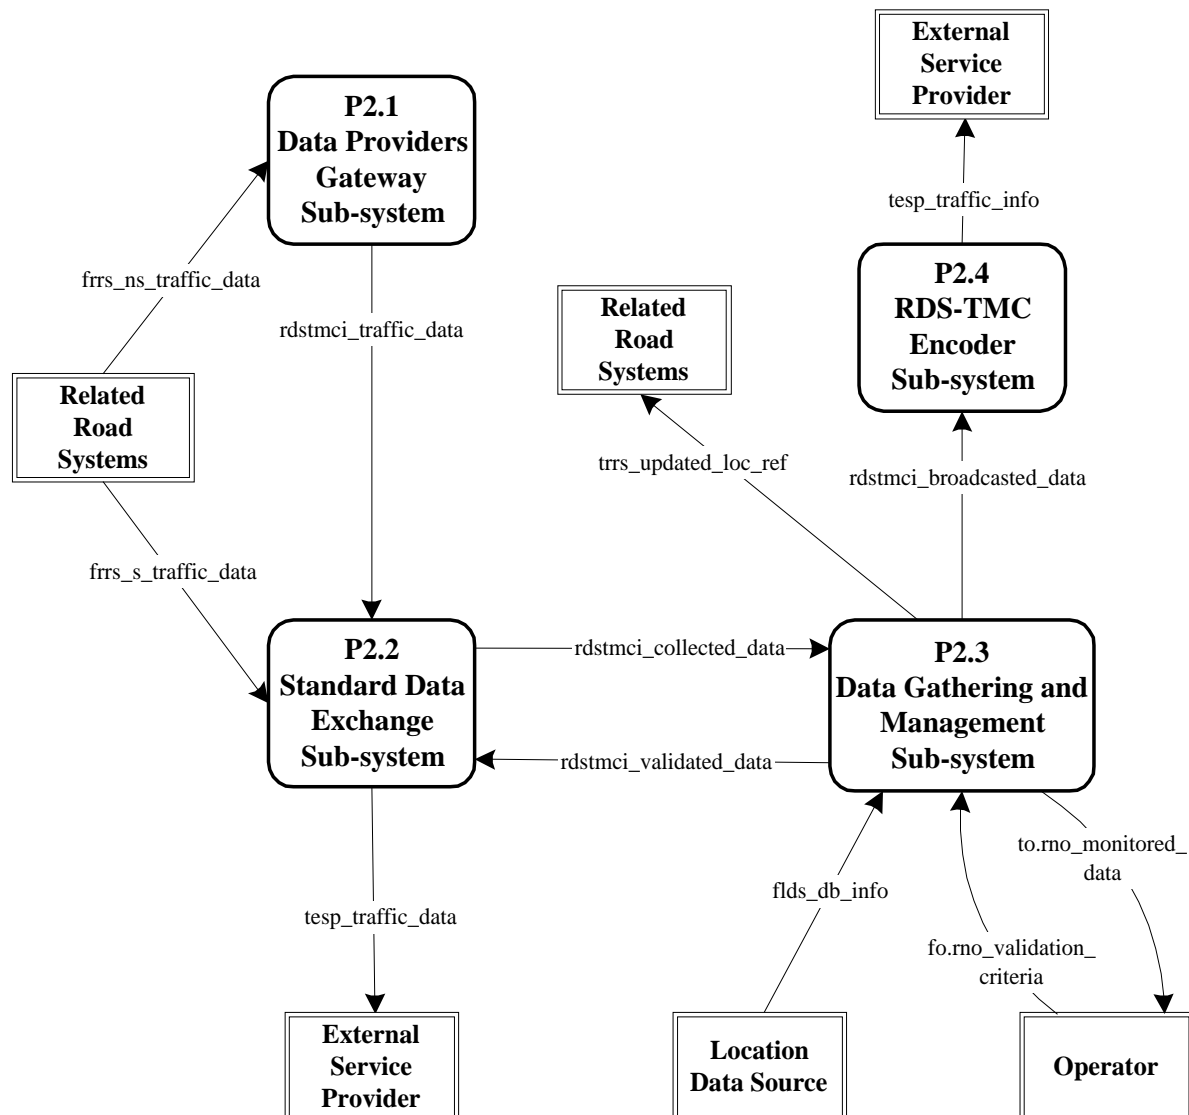 External
Service
Provider
P2.1
Data Providers
Gateway
Sub-system
tesp_traffic_info
frrs_ns_traffic_data
P2.4
RDS-TMC
Encoder
Sub-system
rdstmci_traffic_data
Related
Road
Systems
Related
Road
Systems
trrs_updated_loc_ref
rdstmci_broadcasted_data
frrs_s_traffic_data
P2.2
Standard Data
Exchange
Sub-system
rdstmci_collected_data
P2.3
Data Gathering and
Management
Sub-system
rdstmci_validated_data
to.rno_monitored_
data
flds_db_info
tesp_traffic_data
fo.rno_validation_
criteria
External
Service
Provider
Location
Data Source
Operator